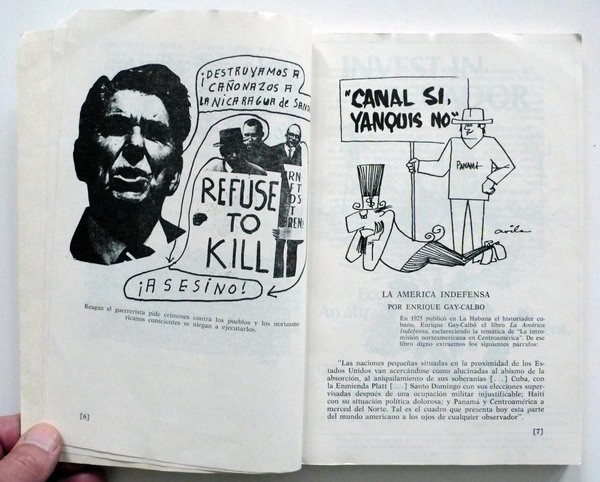 ¡DESTRUYAMOS A
CAÑONAZOS A
LA NICARAGUA de SAND
REFUSE
TO
KILL
¡ASESINO!
Reagan el guerrerista pide crímenes contra los pueblos y los norteame-
ricanos conscientes se niegan a ejecutarlos.
[6]
"CANAL SI,
YANQUIS NO"
PANAMÁ
avila
LA AMERICA INDEFENSA
POR ENRIQUE GAY-CALBO
En 1925 publicó en La Habana el historiador cu-
bano, Enrique Gay-Calbó el libro La América
Indefensa, esclareciendo la temática de "La intro-
misión norteamericana en Centroamérica". De ese
libro digno extraemos los siguientes párrafos:
"Las naciones pequeñas situadas en la proximidad de los Es-
tados Unidos van acercándose como alucinadas al abismo de la
absorción, al aniquilamiento de sus soberanías [...] Cuba, con
la Enmienda Platt [...] Santo Domingo con sus elecciones super-
visadas después de una ocupación militar injustificable; Haití
con su situación política dolorosa; y Panamá y Centroamérica a
merced del Norte. Tal es el cuadro que presenta hoy esta parte
del mundo americano a los ojos de cualquier observador".
[7]